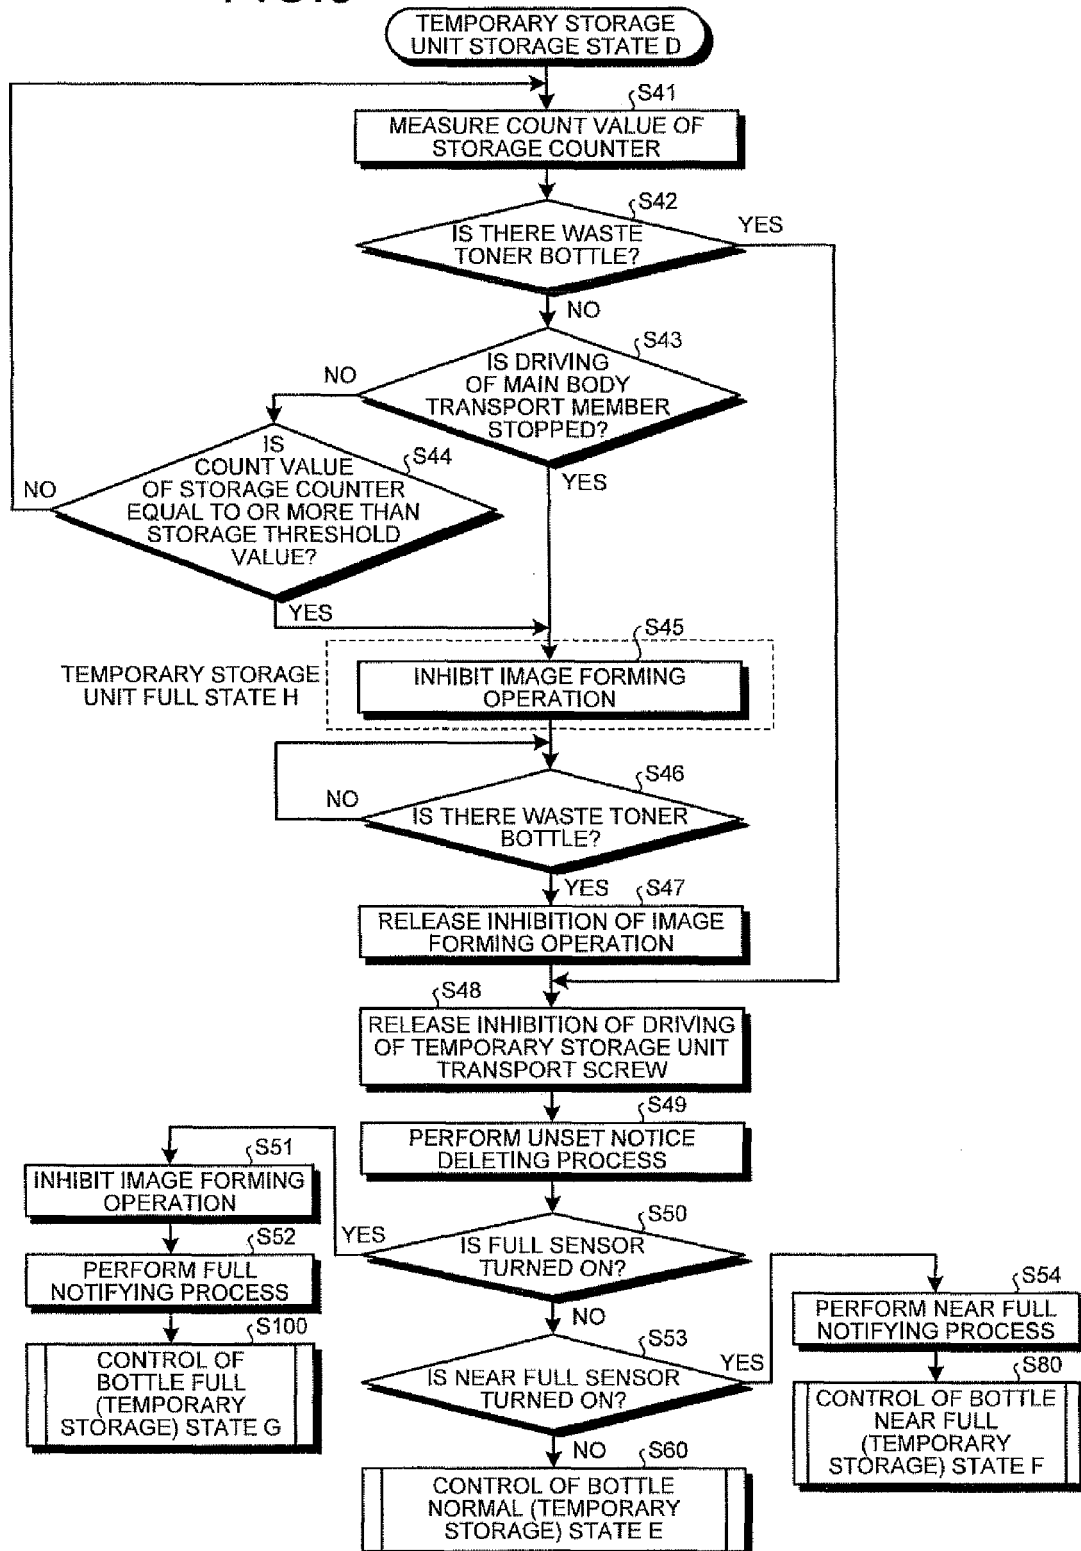 TEMPORARY STORAGE
UNIT STORAGE STATE D
S41
MEASURE COUNT VALUE OF
STORAGE COUNTER
S42
IS THERE WASTE
TONER BOTTLE?
YES
NO
S43
IS DRIVING
OF MAIN BODY
TRANSPORT MEMBER
STOPPED?
NO
YES
S44
IS
COUNT VALUE
OF STORAGE COUNTER
EQUAL TO OR MORE THAN
STORAGE THRESHOLD
VALUE?
NO
YES
S45
TEMPORARY STORAGE
UNIT FULL STATE H
INHIBIT IMAGE FORMING
OPERATION
S46
NO
IS THERE WASTE TONER
BOTTLE?
YES
S47
RELEASE INHIBITION OF IMAGE
FORMING OPERATION
S48
RELEASE INHIBITION OF DRIVING
OF TEMPORARY STORAGE UNIT
TRANSPORT SCREW
S49
PERFORM UNSET NOTICE
DELETING PROCESS
S50
IS FULL SENSOR
TURNED ON?
YES
NO
S51
INHIBIT IMAGE FORMING
OPERATION
S52
PERFORM FULL
NOTIFYING PROCESS
S100
CONTROL OF
BOTTLE FULL
(TEMPORARY
STORAGE) STATE G
S53
IS NEAR FULL SENSOR
TURNED ON?
YES
NO
S54
PERFORM NEAR FULL
NOTIFYING PROCESS
S80
CONTROL OF BOTTLE
NEAR FULL
(TEMPORARY
STORAGE) STATE F
S60
CONTROL OF BOTTLE
NORMAL (TEMPORARY
STORAGE) STATE E